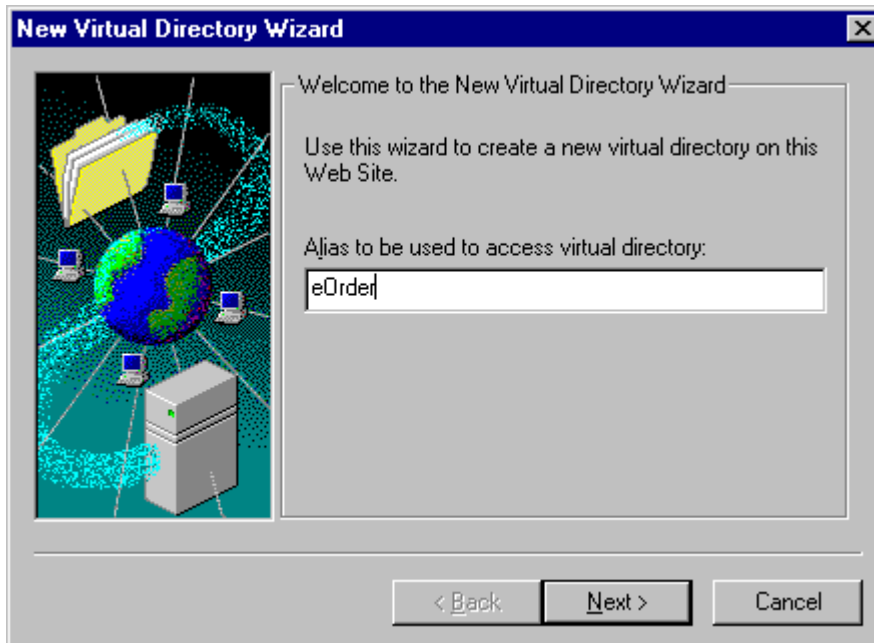 New Virtual Directory Wizard
Welcome to the New Virtual Directory Wizard
Use this wizard to create a new virtual directory on this
Web Site.
Alias to be used to access virtual directory:
eOrder
< Back
Next >
Cancel